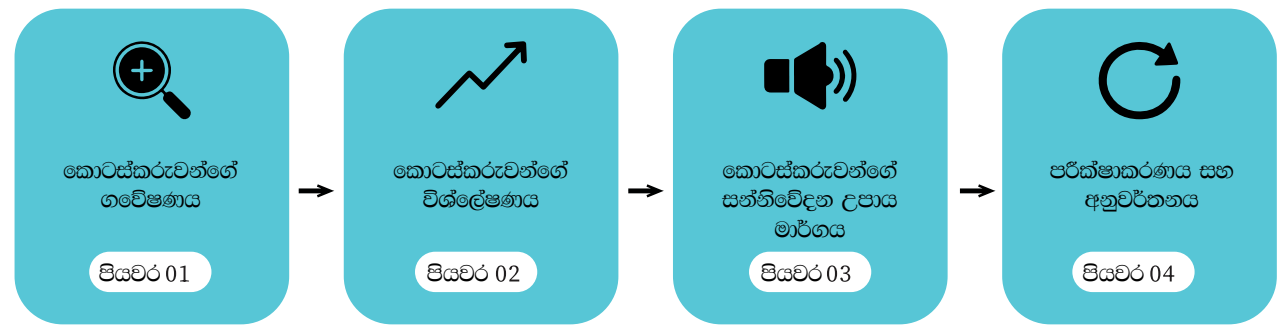 කොටස්කරුවන්ගේ
ගවේෂණය
පියවර 01
කොටස්කරුවන්ගේ
විශ්ලේෂණය
පියවර 02
කොටස්කරුවන්ගේ
සන්නිවේදන උපාය
මාර්ගය
පියවර 03
පරීක්ෂාකරණය සහ
අනුවර්තනය
පියවර 04